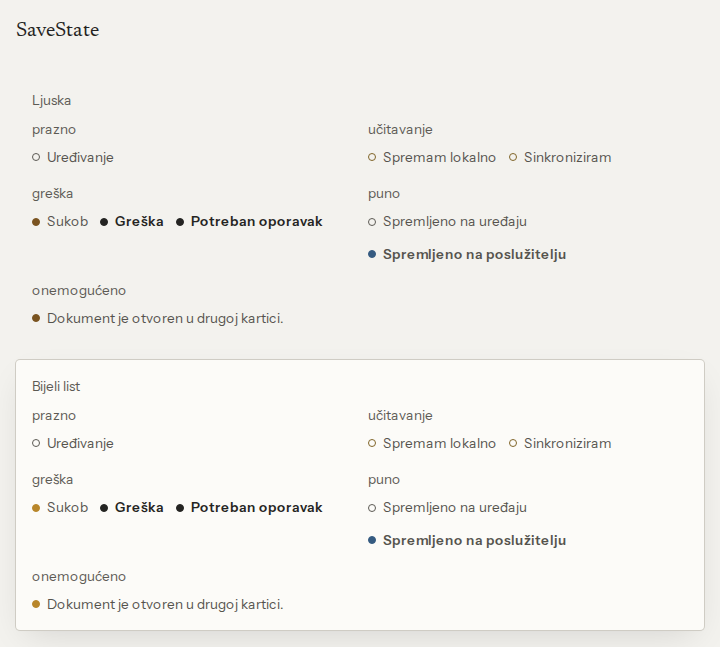 SaveState
Ljuska
prazno
Uređivanje
učitavanje
Spremam lokalno Sinkroniziram
greška
Sukob Greška Potreban oporavak
puno
Spremljeno na uređaju
Spremljeno na poslužitelju
onemogućeno
Dokument je otvoren u drugoj kartici.
Bijeli list
prazno
Uređivanje
učitavanje
Spremam lokalno Sinkroniziram
greška
Sukob Greška Potreban oporavak
puno
Spremljeno na uređaju
Spremljeno na poslužitelju
onemogućeno
Dokument je otvoren u drugoj kartici.